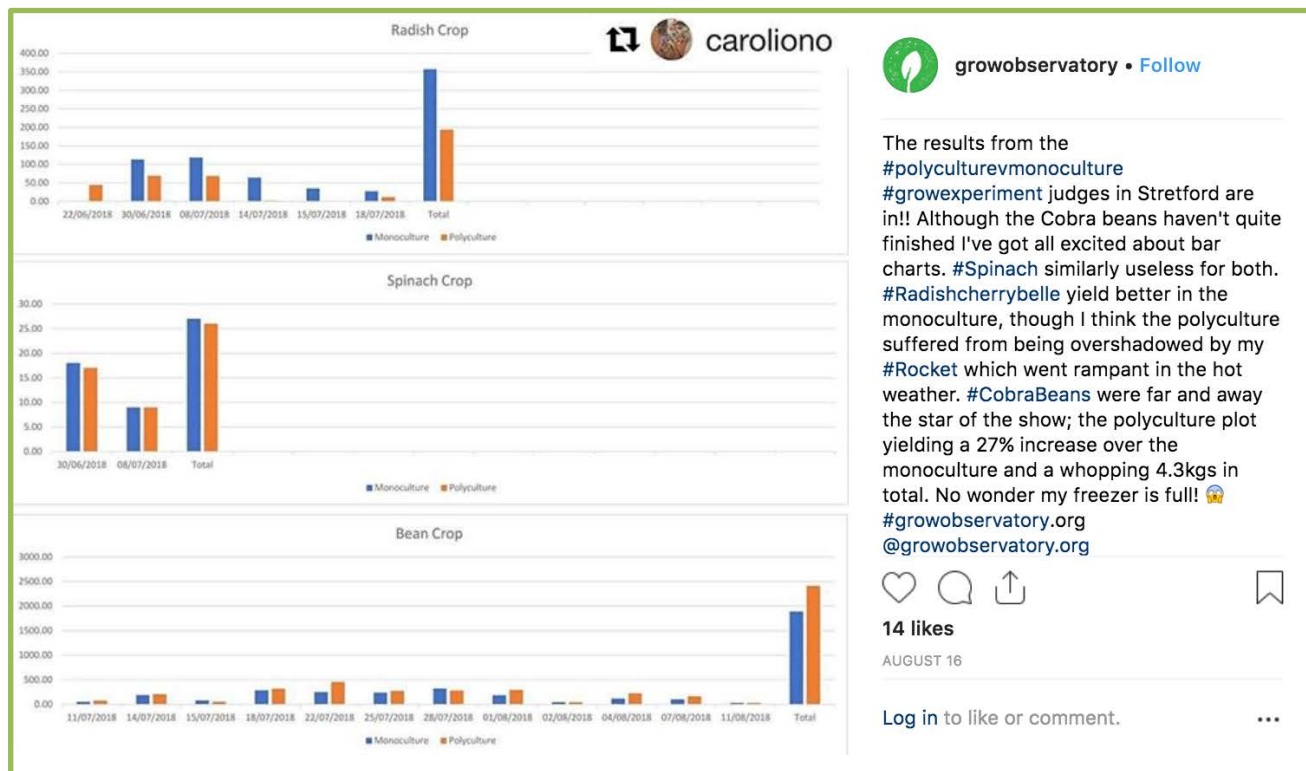 Radish Crop
caroliono
400.00
350.00
300.00
250.00
200.00
150.00
100.00
50.00
0.00
22/06/2018 30/06/2018 08/07/2018 14/07/2018 15/07/2018 18/07/2018 Total
Monoculture Polyculture
Spinach Crop
30.00
25.00
20.00
15.00
10.00
5.00
0.00
30/06/2018 08/07/2018 Total
Monoculture Polyculture
Bean Crop
3000.00
2500.00
2000.00
1500.00
1000.00
500.00
0.00
11/07/2018 14/07/2018 15/07/2018 18/07/2018 22/07/2018 25/07/2018 28/07/2018 01/08/2018 02/08/2018 04/08/2018 07/08/2018 11/08/2018 Total
Monoculture Polyculture
growobservatory • Follow
The results from the
#polyculturevmonoculture
#growexperiment judges in Stretford are
in!! Although the Cobra beans haven't quite
finished I've got all excited about bar
charts. #Spinach similarly useless for both.
#Radishcherrybelle yield better in the
monoculture, though I think the polyculture
suffered from being overshadowed by my
#Rocket which went rampant in the hot
weather. #CobraBeans were far and away
the star of the show; the polyculture plot
yielding a 27% increase over the
monoculture and a whopping 4.3kgs in
total. No wonder my freezer is full! 😱
#growobservatory.org
@growobservatory.org
14 likes
AUGUST 16
Log in to like or comment.